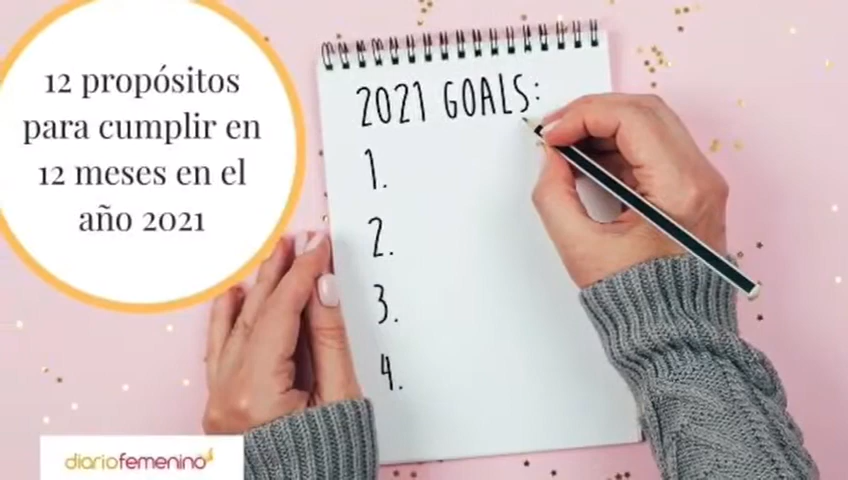 12 propósitos
para cumplir en
12 meses en el
año 2021
2021 GOALS:
1.
2.
3.
4.
diariofemenino